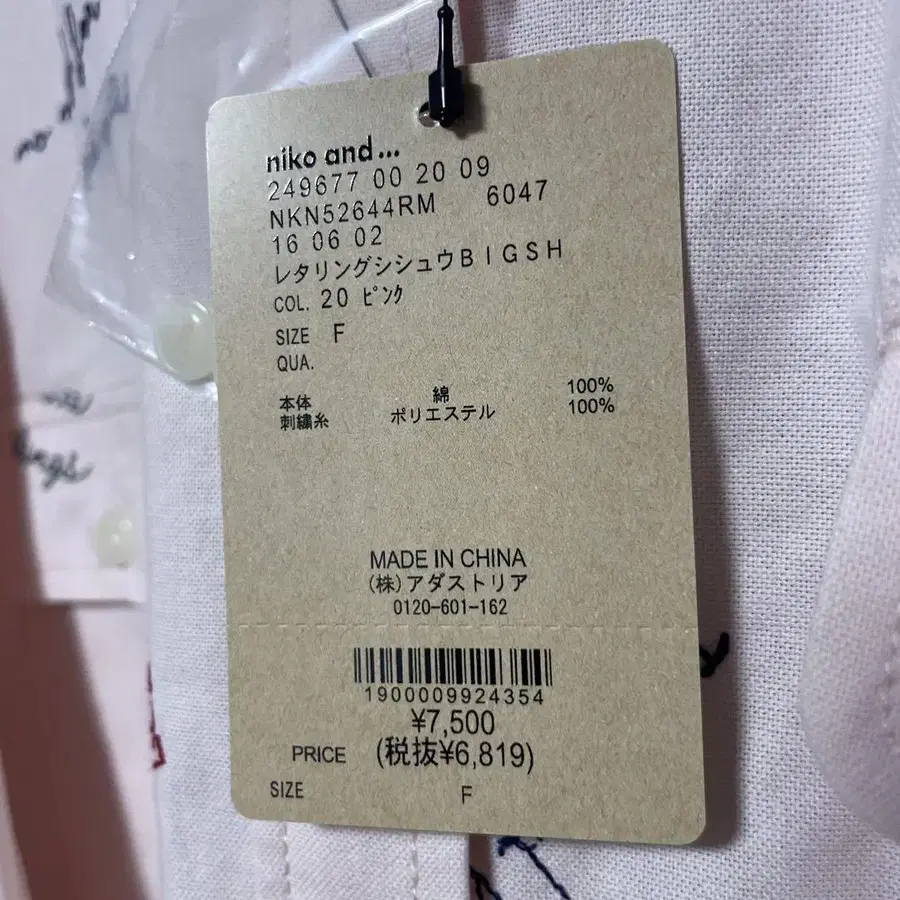 niko and...
249677 00 20 09
NKN52644RM 6047
16 06 02
レタリングシシュウBIGSH
COL. 20 ﾋﾟﾝｸ
SIZE F
QUA.
本体 綿 100%
刺繍糸 ポリエステル 100%
MADE IN CHINA
(株)アダストリア
0120-601-162
1900009924354
¥7,500
PRICE (税抜¥6,819)
SIZE F